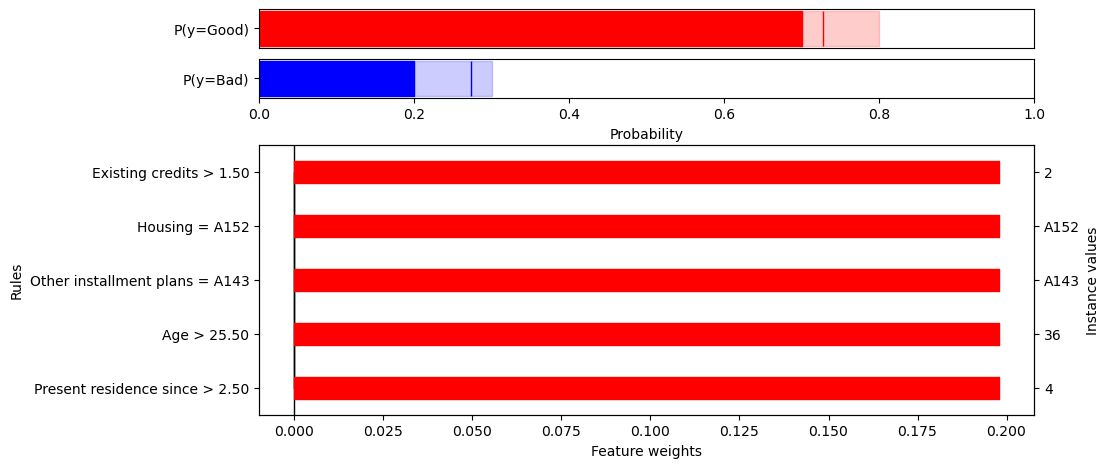 P(y=Good)
P(y=Bad)
0.0 0.2 0.4 0.6 0.8 1.0
Probability
Existing credits > 1.50 2
Housing = A152 A152
Other installment plans = A143 A143
Age > 25.50 36
Present residence since > 2.50 4
Rules
Instance values
0.000 0.025 0.050 0.075 0.100 0.125 0.150 0.175 0.200
Feature weights